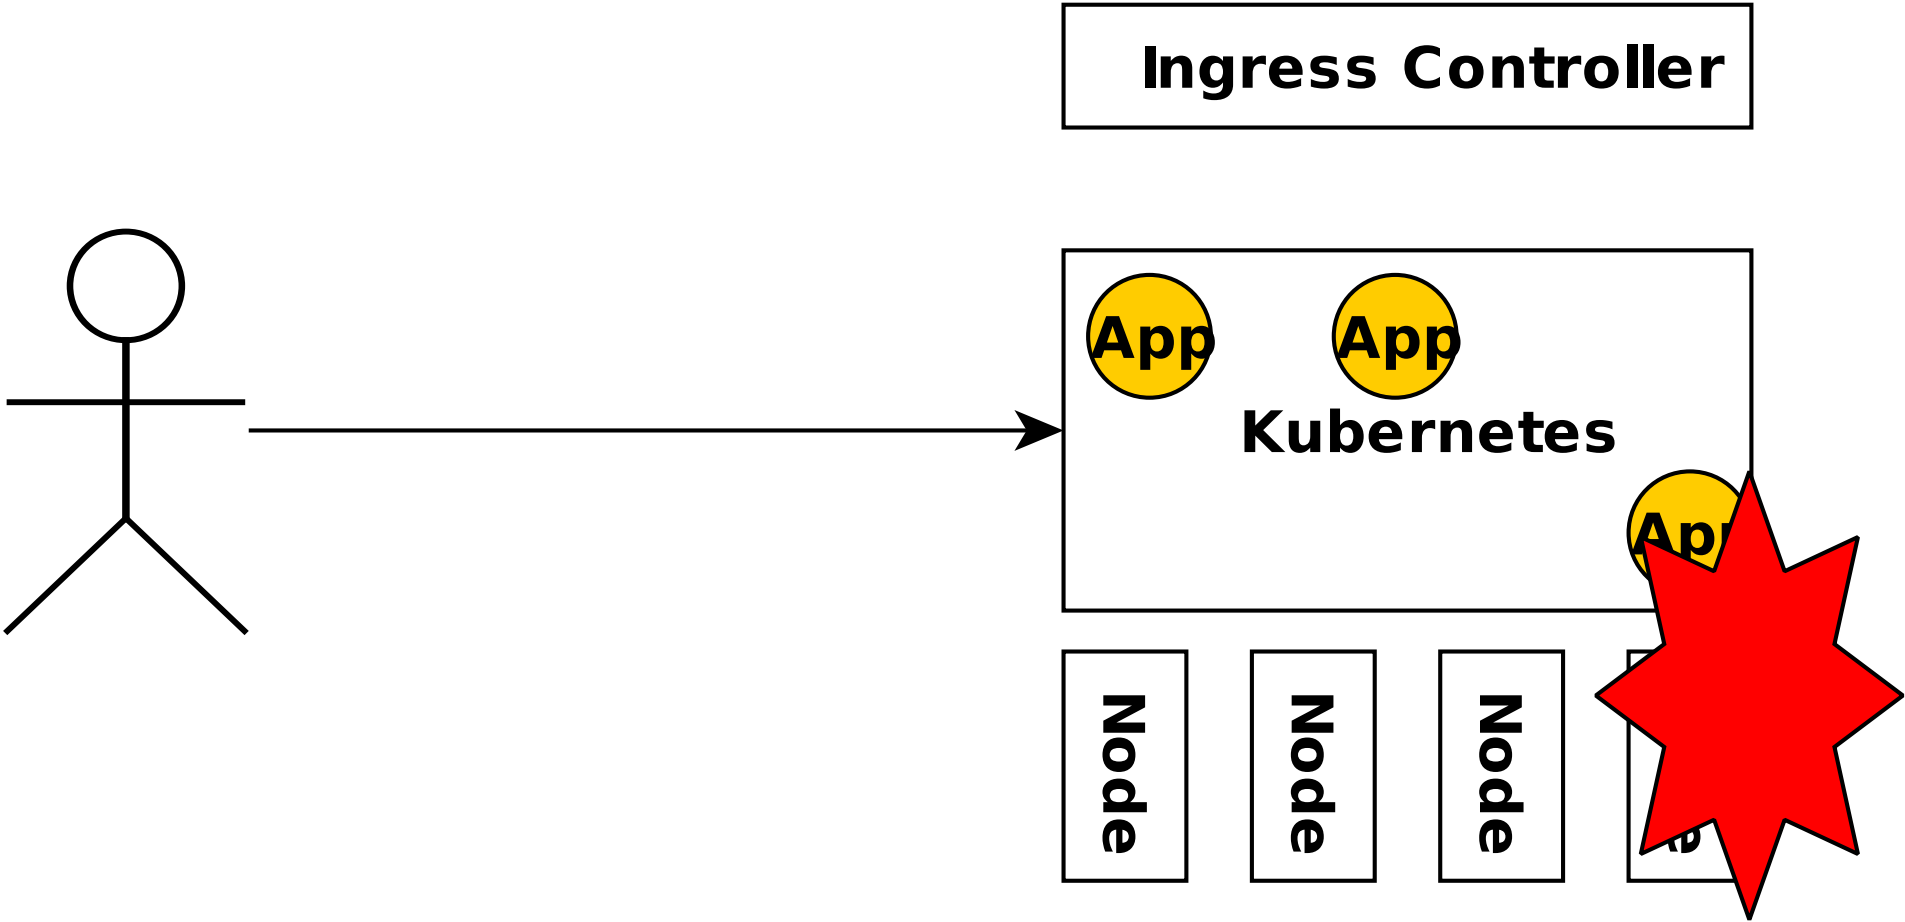 Ingress Controller
App
App
Kubernetes
Node
Node
Node